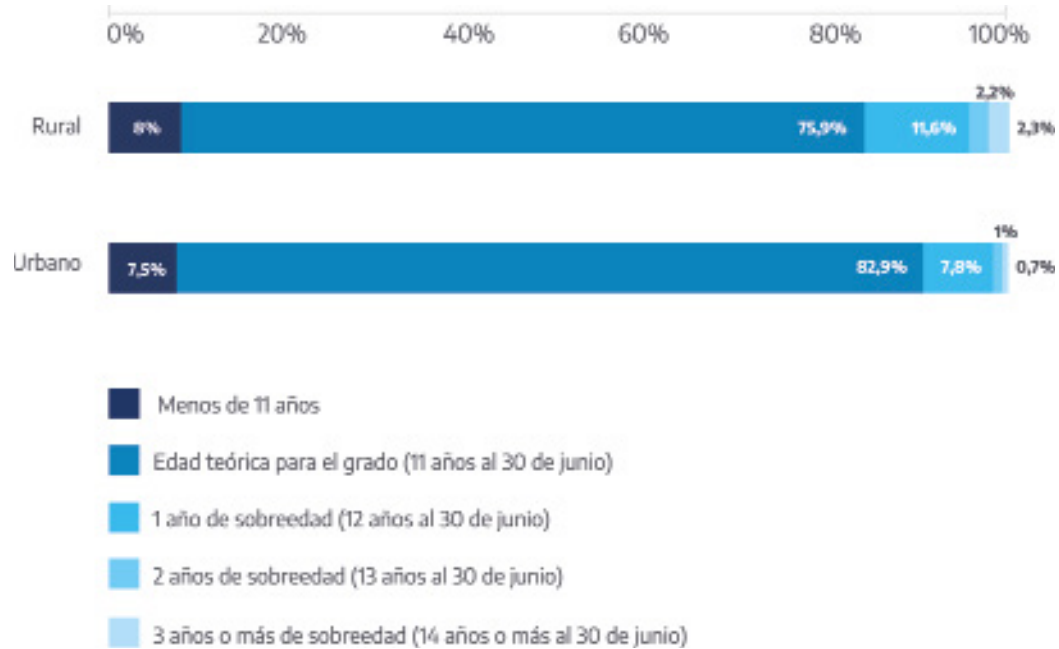 0% 20% 40% 60% 80% 100%
2,2%
Rural 8% 75,9% 11,6% 2,3%
1%
Urbano 7,5% 82,9% 7,8% 0,7%
Menos de 11 años
Edad teórica para el grado (11 años al 30 de junio)
1 año de sobreedad (12 años al 30 de junio)
2 años de sobreedad (13 años al 30 de junio)
3 años o más de sobreedad (14 años o más al 30 de junio)